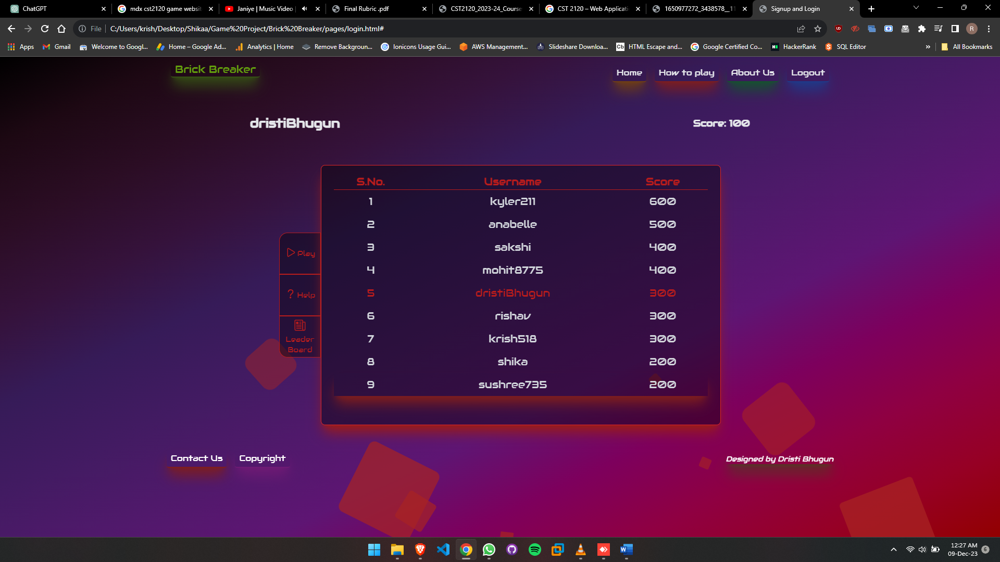 ChatGPT
mdx cst2120 game websit
Janiye | Music Video
Final Rubric .pdf
CST2120_2023-24_Course
CST 2120 – Web Applicati
1650977272_3438578__11
Signup and Login
File
C:/Users/krish/Desktop/Shikaa/Game%20Project/Brick%20Breaker/pages/login.html#
R
Apps
Gmail
Welcome to Googl...
Home – Google Ad...
Analytics | Home
Remove Backgroun...
Ionicons Usage Gui...
AWS Management...
Slideshare Downloa...
Cb HTML Escape and...
Google Certified Co...
HackerRank
SQL Editor
»
All Bookmarks
Brick Breaker
Home How to play About Us Logout
dristiBhugun Score: 100
S.No. Username Score
1 kyler211 600
2 anabelle 500
3 sakshi 400
4 mohit8775 400
5 dristiBhugun 300
6 rishav 300
7 krish518 300
8 shika 200
9 sushree735 200
Play
? Help
Leader
Board
Contact Us Copyright
Designed by Dristi Bhugun
12:27 AM
09-Dec-23
6